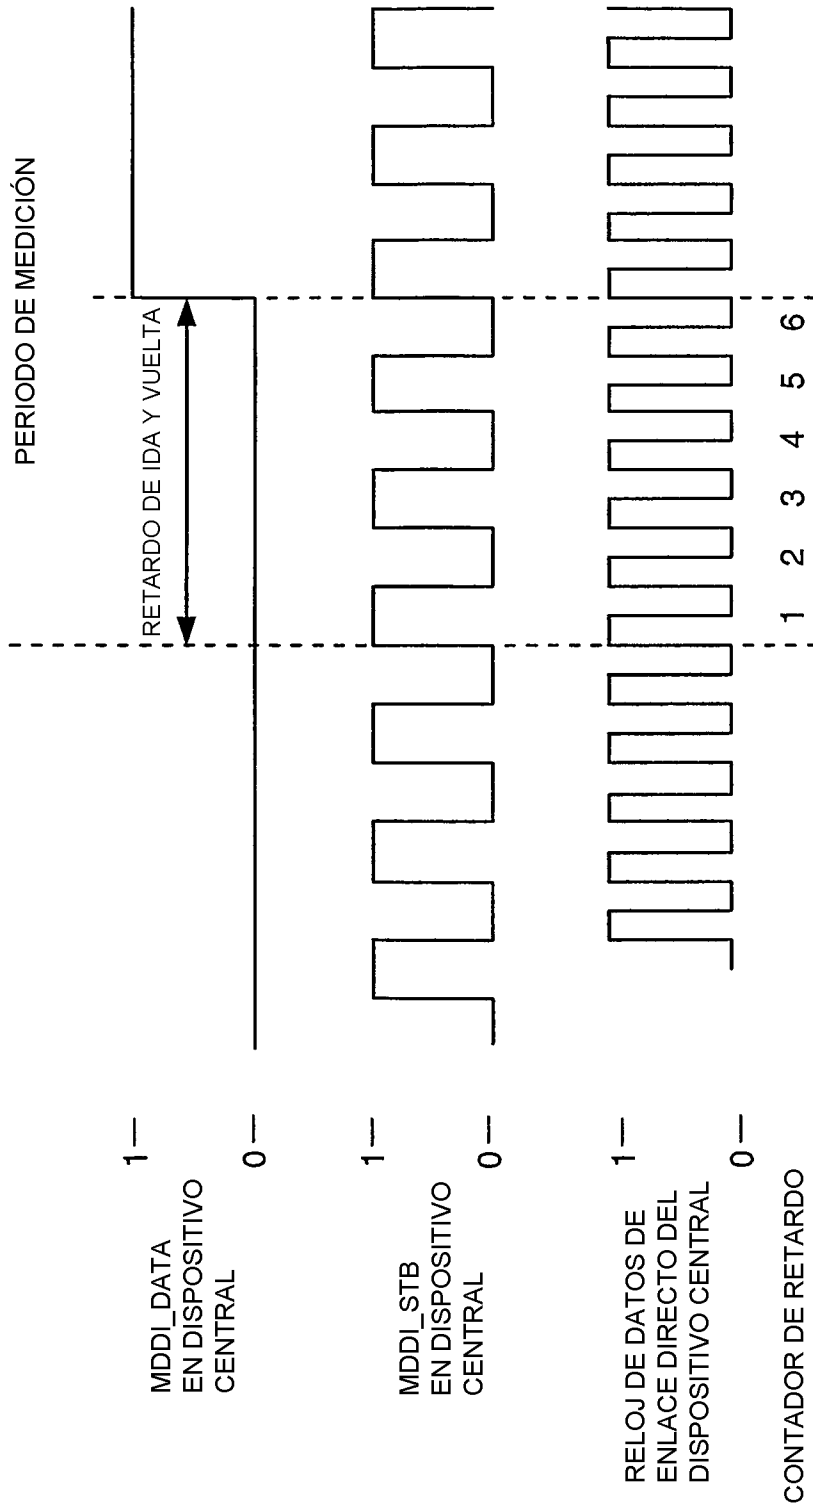 PERIODO DE MEDICIÓN
RETARDO DE IDA Y VUELTA
1
0
MDDI_DATA
EN DISPOSITIVO
CENTRAL
1
0
MDDI_STB
EN DISPOSITIVO
CENTRAL
1
0
RELOJ DE DATOS DE
ENLACE DIRECTO DEL
DISPOSITIVO CENTRAL
CONTADOR DE RETARDO
1 2 3 4 5 6